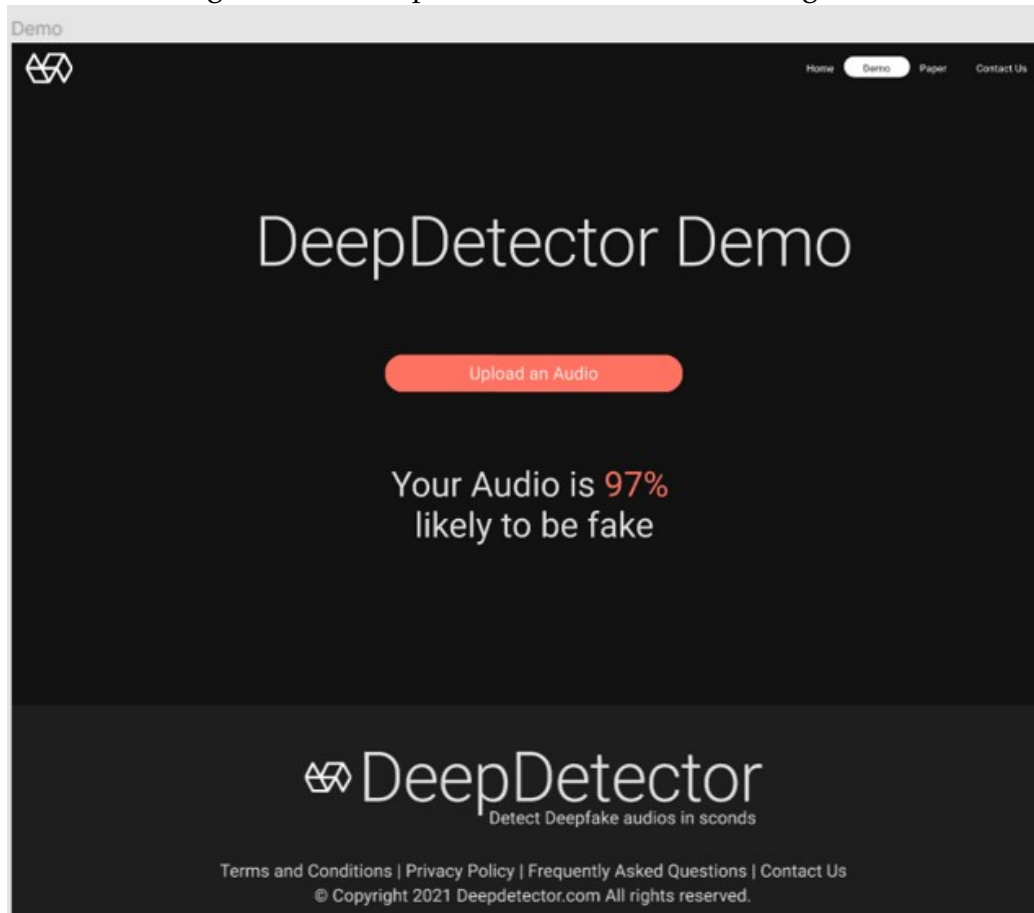 Demo
Home Demo Paper Contact Us
DeepDetector Demo
Upload an Audio
Your Audio is 97%
likely to be fake
DeepDetector
Detect Deepfake audios in sconds
Terms and Conditions | Privacy Policy | Frequently Asked Questions | Contact Us
© Copyright 2021 Deepdetector.com All rights reserved.